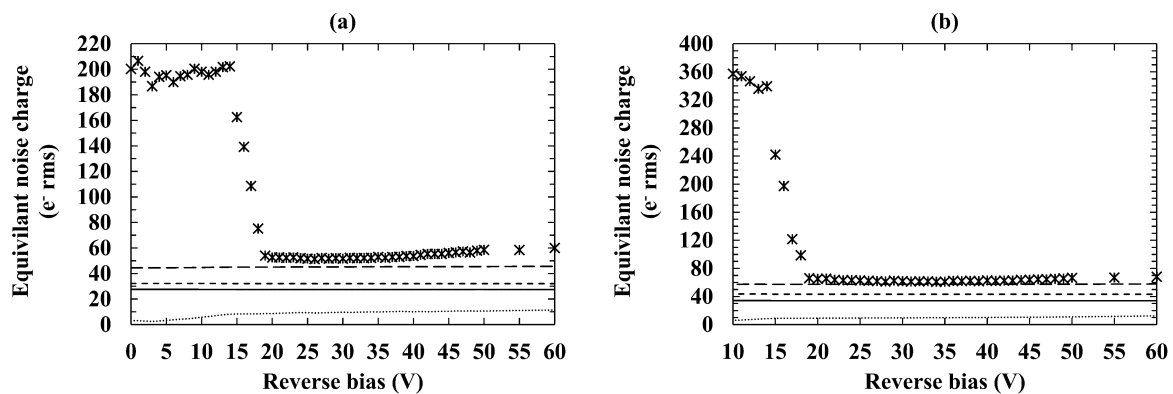 (a)
220
200
180
160
140
120
100
80
60
40
20
0
Equivilant noise charge
(e- rms)
0 5 10 15 20 25 30 35 40 45 50 55 60
Reverse bias (V)
(b)
400
360
320
280
240
200
160
120
80
40
0
Equivilant noise charge
(e- rms)
10 15 20 25 30 35 40 45 50 55 60
Reverse bias (V)